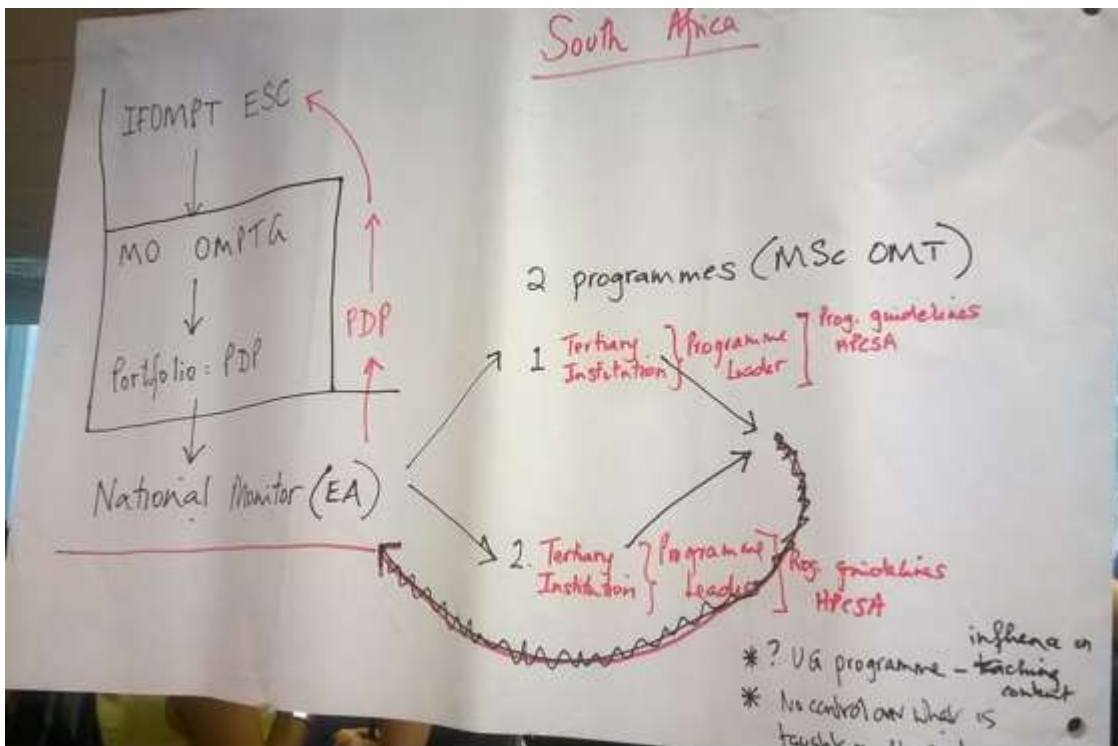 South Africa
IFOMPT ESC
MO OMPTG
Portfolio: PDP
National Monitor (EA)
PDP
2 programmes (MSc OMT)
1 Tertiary Institution } Programme Leader ] Prog. guidelines HPCSA
2. Tertiary Institution } Programme Leader ] Prog. guidelines HPCSA
* ? UG programme - influence on teaching content
* No control over what is
taught